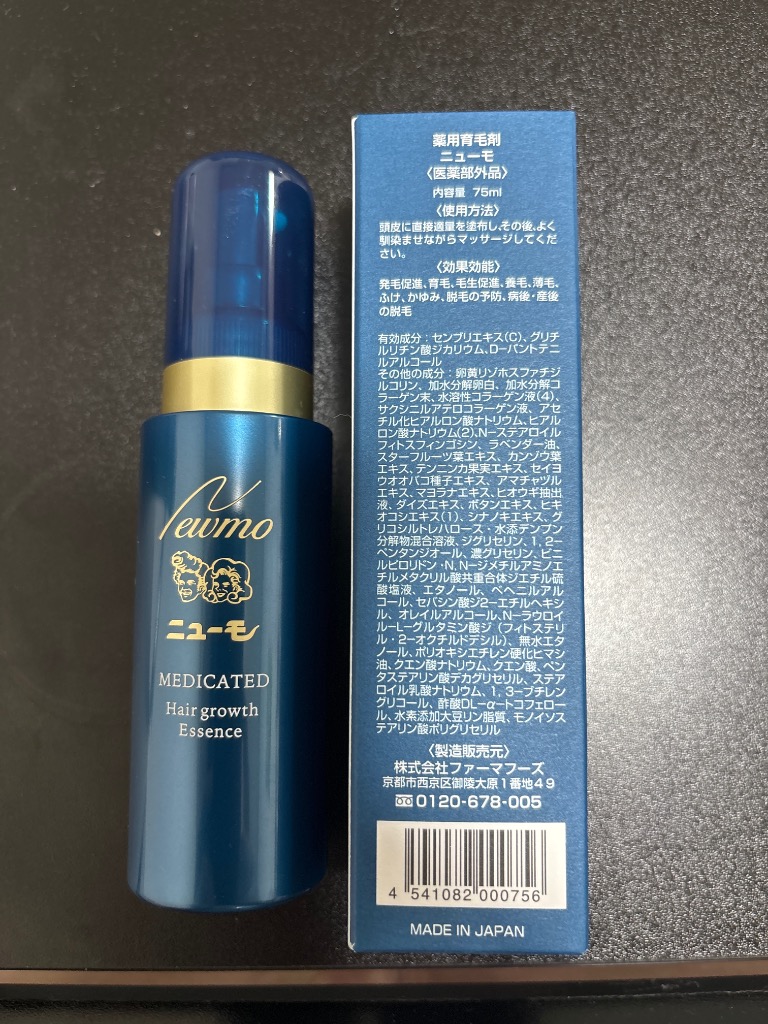 Newmo
ニューモ
MEDICATED
Hair growth
Essence
薬用育毛剤
ニューモ
〈医薬部外品〉
内容量 75ml
〈使用方法〉
頭皮に直接適量を塗布し、その後、よく
馴染ませながらマッサージしてくだ
さい。
〈効果効能〉
発毛促進、育毛、毛生促進、養毛、薄毛、
ふけ、かゆみ、脱毛の予防、病後・産後
の脱毛
有効成分：センブリエキス(C)、グリチ
ルリチン酸ジカリウム、D-パントテニ
ルアルコール
その他の成分：卵黄リゾホスファチジ
ルコリン、加水分解卵白、加水分解コ
ラーゲン末、水溶性コラーゲン液(4)、
サクシニルアテロコラーゲン液、アセ
チル化ヒアルロン酸ナトリウム、ヒアル
ロン酸ナトリウム(2)、N-ステアロイル
フィトスフィンゴシン、ラベンダー油、
スターフルーツ葉エキス、カンゾウ葉
エキス、テンニンカ果実エキス、セイヨ
ウオオバコ種子エキス、アマチャヅル
エキス、マヨラナエキス、ヒオウギ抽出
液、ダイズエキス、ボタンエキス、ヒキ
オコシエキス(1)、シナノキエキス、グ
リコシルトレハロース・水添デンプン
分解物混合溶液、ジグリセリン、1, 2-
ペンタンジオール、濃グリセリン、ビニ
ルピロリドン・N, N-ジメチルアミノエ
チルメタクリル酸共重合体ジエチル硫
酸塩液、エタノール、ベヘニルアル
コール、セバシン酸ジ2-エチルヘキシ
ル、オレイルアルコール、N-ラウロイ
ル-L-グルタミン酸ジ（フィトステリ
ル・2-オクチルドデシル）、無水エタ
ノール、ポリオキシエチレン硬化ヒマシ
油、クエン酸ナトリウム、クエン酸、ペン
タステアリン酸デカグリセリル、ステア
ロイル乳酸ナトリウム、1, 3-ブチレン
グリコール、酢酸DL-α-トコフェロー
ル、水素添加大豆リン脂質、モノイソス
テアリン酸ポリグリセリル
〈製造販売元〉
株式会社ファーマフーズ
京都市西京区御陵大原1番地49
0120-678-005
4 541082 000756
MADE IN JAPAN